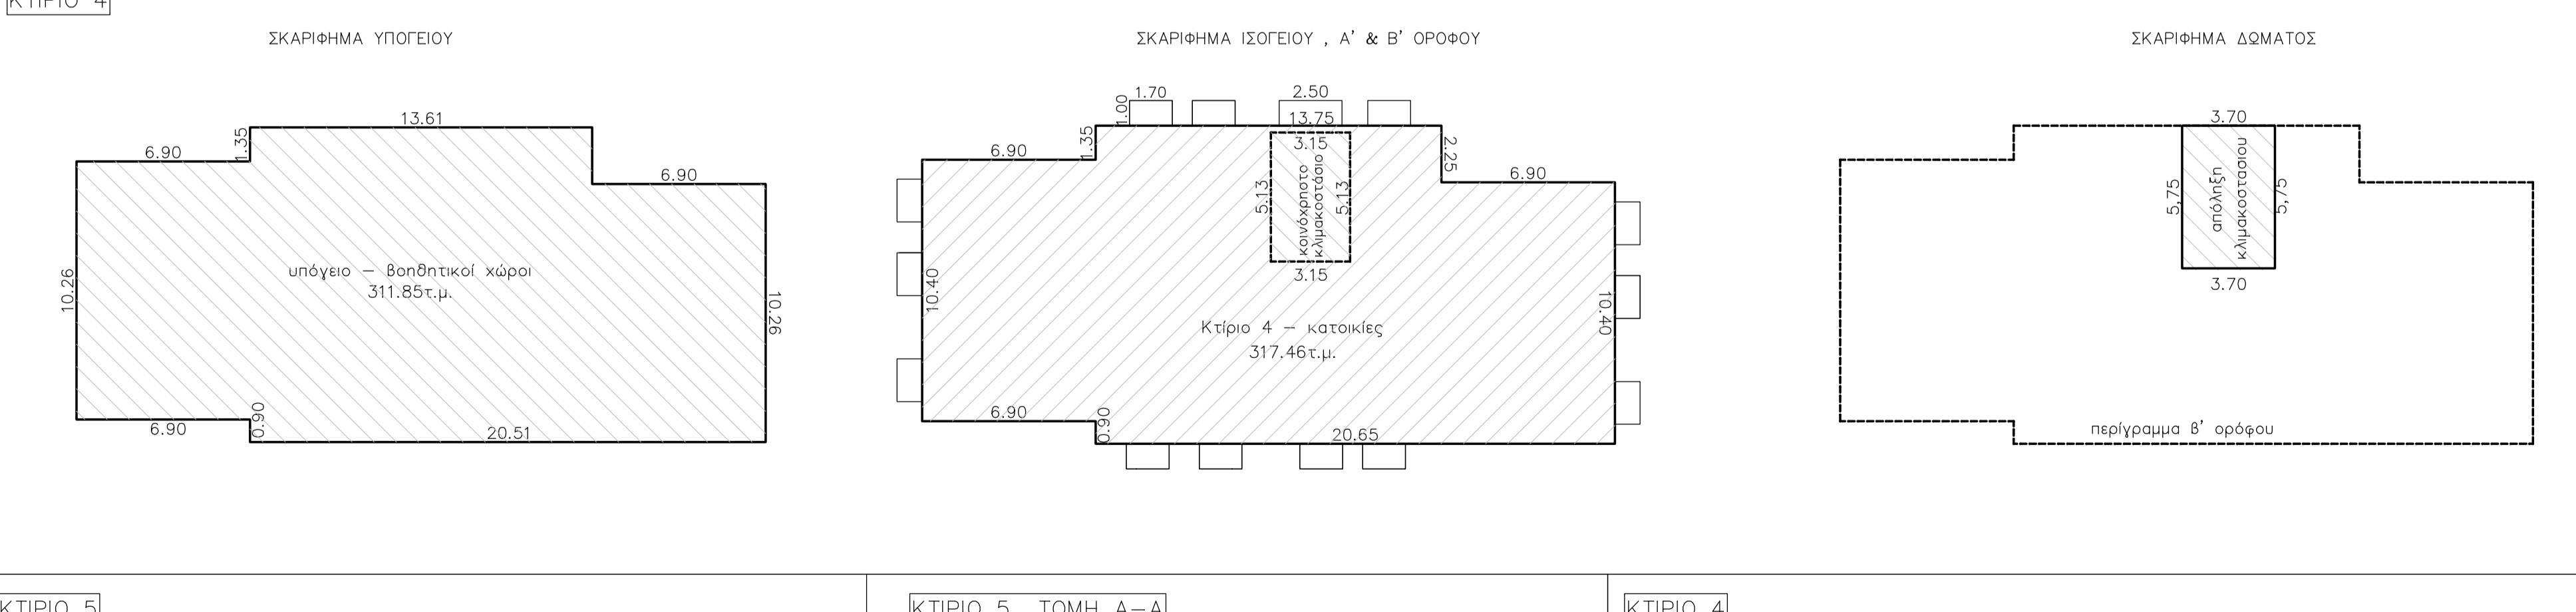 ΚΤΙΡΙΟ 4
ΣΚΑΡΙΦΗΜΑ ΥΠΟΓΕΙΟΥ
13.61
1.35
6.90
6.90
υπόγειο – βοηθητικοί χώροι
311.85τ.μ.
10.26
10.26
6.90
0.90
20.51
ΣΚΑΡΙΦΗΜΑ ΙΣΟΓΕΙΟΥ , Α' & Β' ΟΡΟΦΟΥ
1.00
1.70
2.50
13.75
1.35
6.90
3.15
2.25
6.90
5.13
κοινόχρηστο
κλιμακοστάσιο
5.13
3.15
10.40
10.40
Κτίριο 4 – κατοικίες
317.46τ.μ.
6.90
0.90
20.65
ΣΚΑΡΙΦΗΜΑ ΔΩΜΑΤΟΣ
3.70
5,75
απόληξη
κλιμακοστασίου
5,75
3.70
περίγραμμα β' ορόφου
ΚΤΙΡΙΟ 5
ΚΤΙΡΙΟ 5 ΤΟΜΗ Α–Α
ΚΤΙΡΙΟ 4